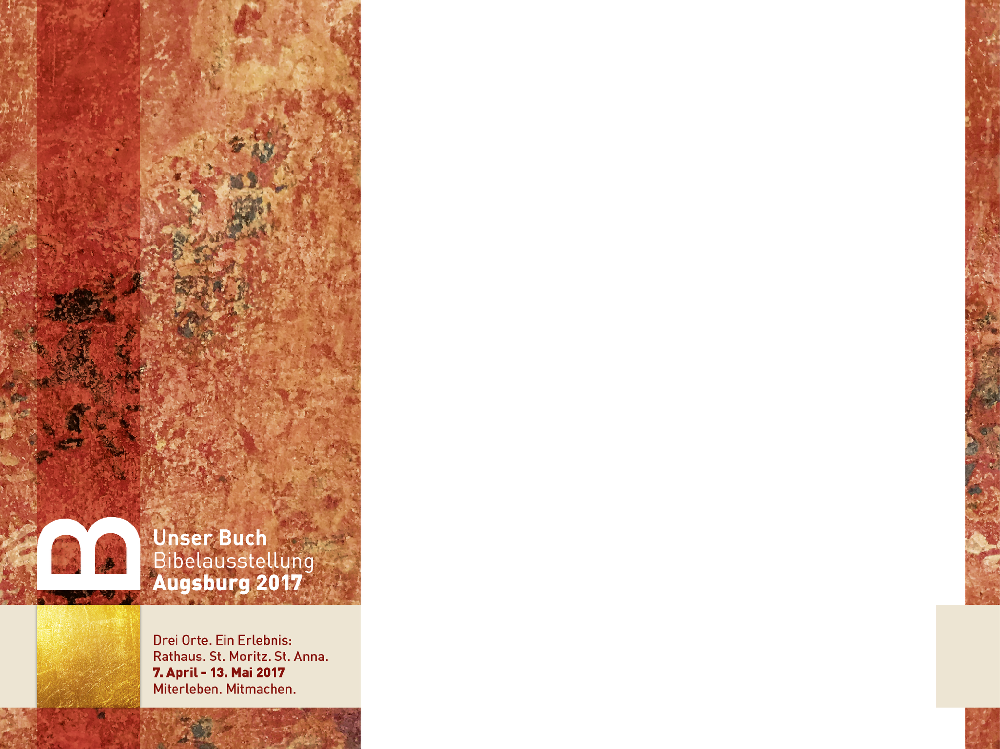 B
Unser Buch
Bibelausstellung
Augsburg 2017
Drei Orte. Ein Erlebnis:
Rathaus. St. Moritz. St. Anna.
7. April - 13. Mai 2017
Miterleben. Mitmachen.